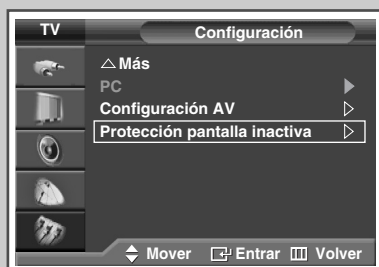 TV
Configuración
△ Más
PC
Configuración AV
Protección pantalla inactiva
Mover Entrar Volver